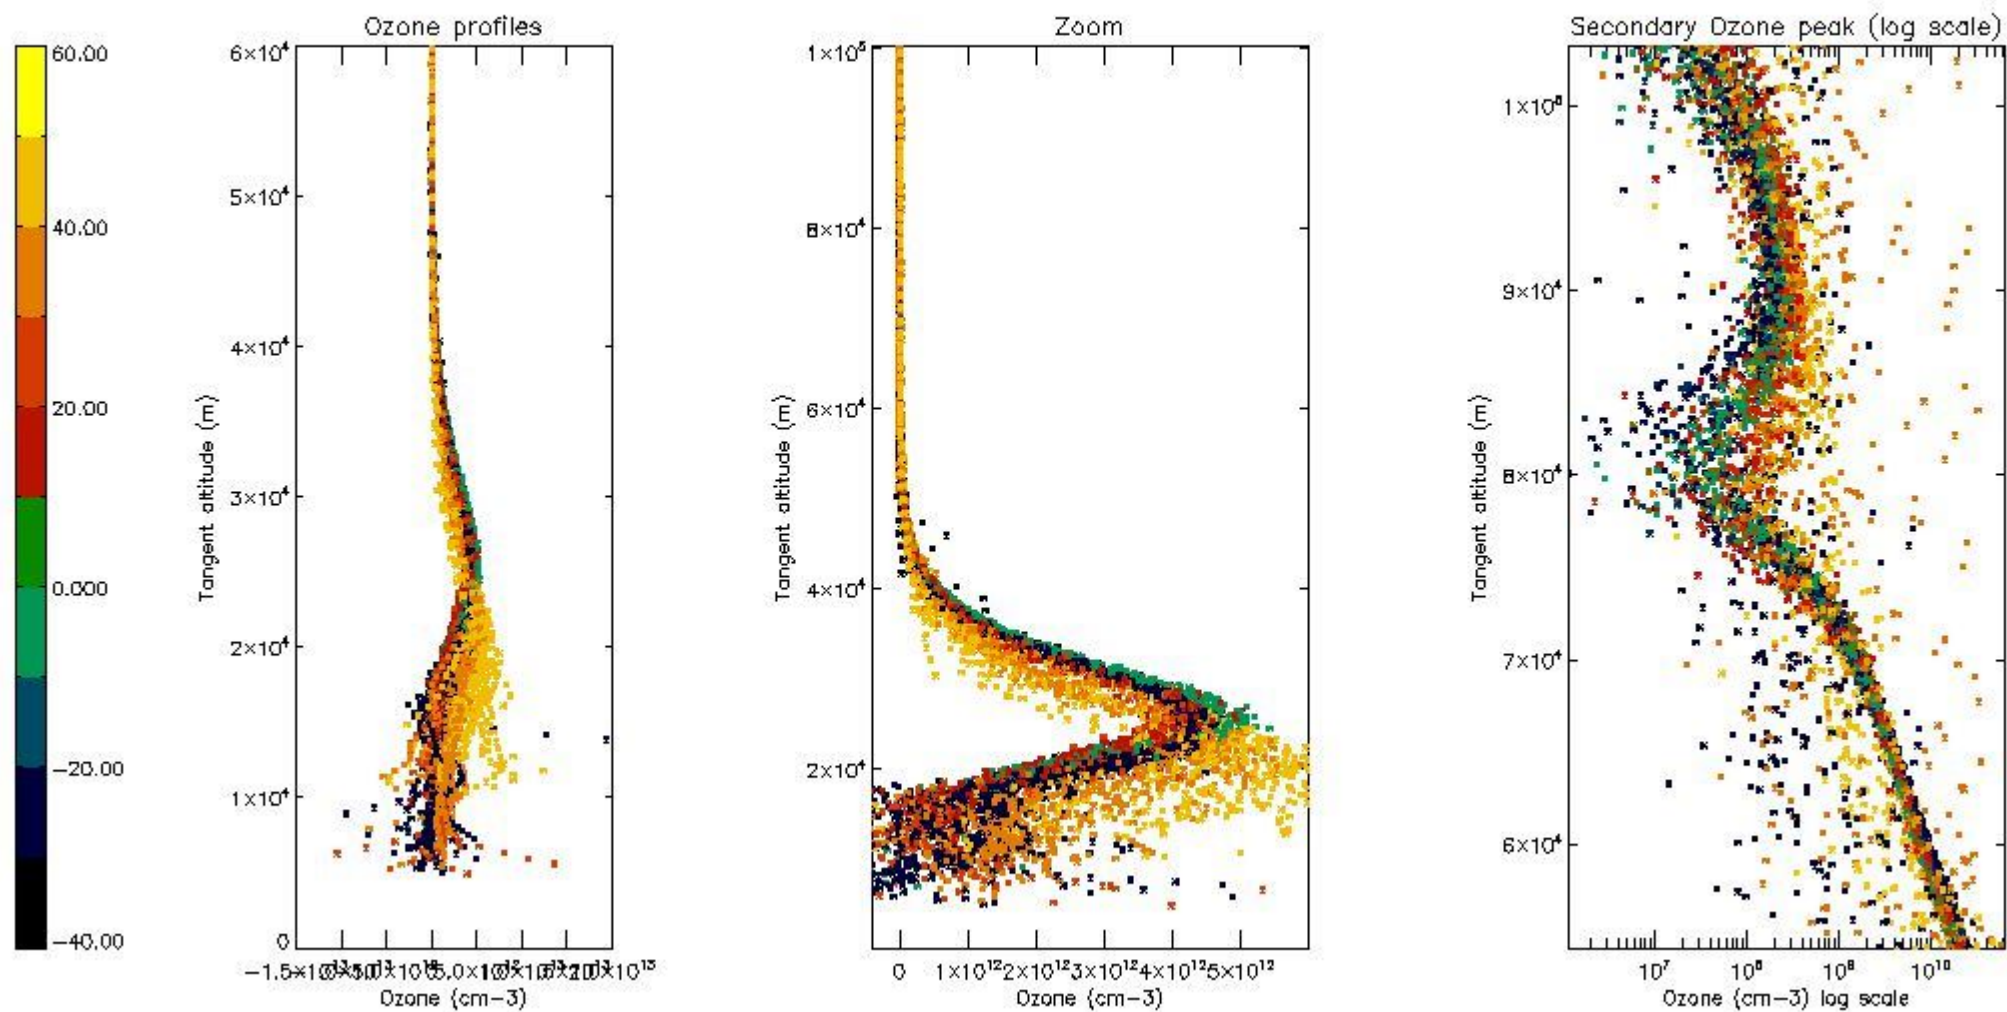 Ozone profiles
Zoom
Secondary Ozone peak (log scale)
60.00
40.00
20.00
0.000
−20.00
−40.00
6×10⁴
5×10⁴
4×10⁴
3×10⁴
2×10⁴
1×10⁴
0
Tangent altitude (m)
Ozone (cm−3)
1×10⁵
8×10⁴
6×10⁴
4×10⁴
2×10⁴
Tangent altitude (m)
0 1×10¹² 2×10¹² 3×10¹² 4×10¹² 5×10¹²
Ozone (cm−3)
1×10⁵
9×10⁴
8×10⁴
7×10⁴
6×10⁴
Tangent altitude (m)
10⁷ 10⁸ 10⁹ 10¹⁰
Ozone (cm−3) log scale